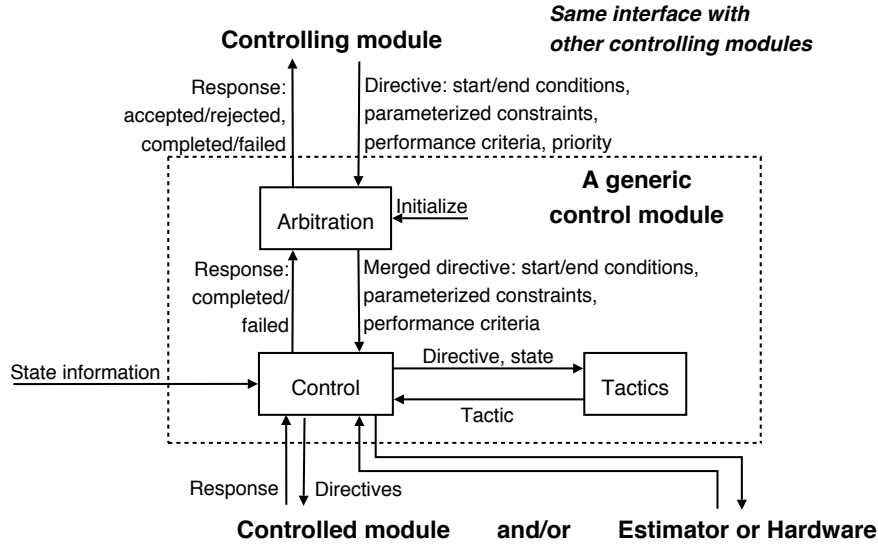 Same interface with
other controlling modules
Controlling module
Response:
accepted/rejected,
completed/failed
Directive: start/end conditions,
parameterized constraints,
performance criteria, priority
A generic
control module
Arbitration
Initialize
Response:
completed/
failed
Merged directive: start/end conditions,
parameterized constraints,
performance criteria
State information
Control
Directive, state
Tactic
Tactics
Response
Directives
Controlled module and/or Estimator or Hardware